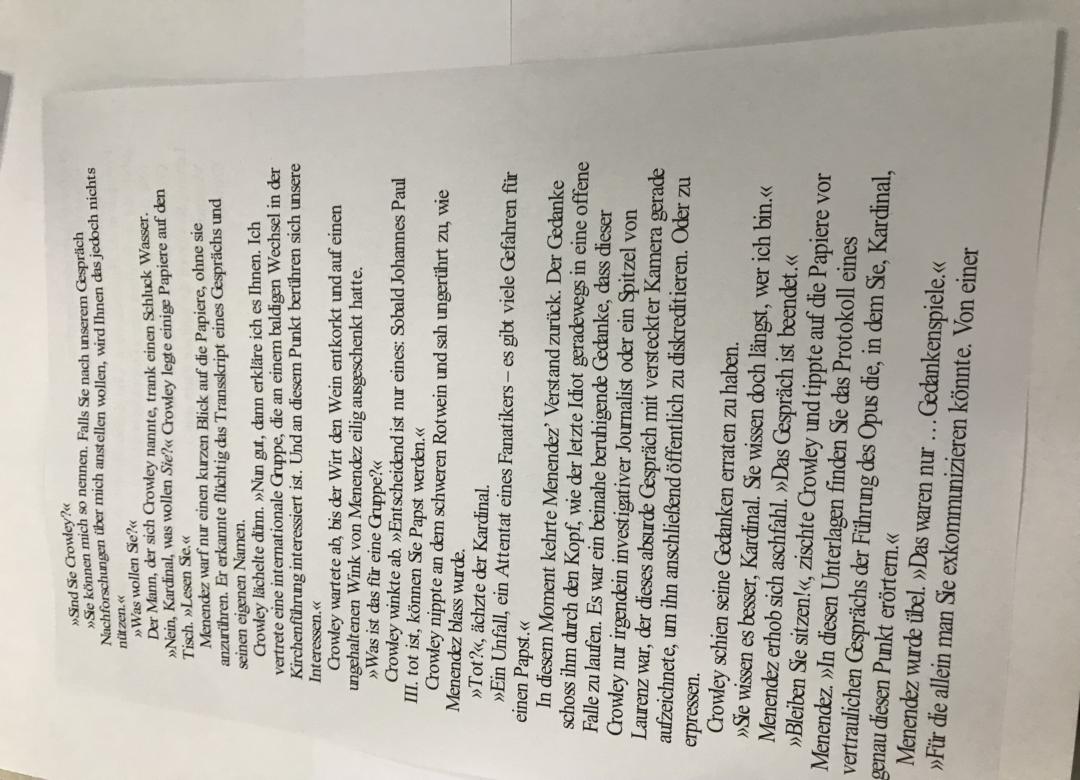 »Sind Sie Crowley?«
»Sie können mich so nennen. Falls Sie nach unserem Gespräch
Nachforschungen über mich anstellen wollen, wird Ihnen das jedoch nichts
nützen.«
»Was wollen Sie?«
Der Mann, der sich Crowley nannte, trank einen Schluck Wasser.
»Nein, Kardinal, was wollen Sie?« Crowley legte einige Papiere auf den
Tisch. »Lesen Sie.«
Menendez warf nur einen kurzen Blick auf die Papiere, ohne sie
anzurühren. Er erkannte flüchtig das Transskript eines Gesprächs und
seinen eigenen Namen.
Crowley lächelte dünn. »Nun gut, dann erkläre ich es Ihnen. Ich
vertrete eine internationale Gruppe, die an einem baldigen Wechsel in der
Kirchenführung interessiert ist. Und an diesem Punkt berühren sich unsere
Interessen.«
Crowley wartete ab, bis der Wirt den Wein entkorkt und auf einen
ungehaltenen Wink von Menendez eilig ausgeschenkt hatte.
»Was ist das für eine Gruppe?«
Crowley winkte ab. »Entscheidend ist nur eines: Sobald Johannes Paul
III. tot ist, können Sie Papst werden.«
Crowley nippte an dem schweren Rotwein und sah ungerührt zu, wie
Menendez blass wurde.
»Tot?«, ächzte der Kardinal.
»Ein Unfall, ein Attentat eines Fanatikers – es gibt viele Gefahren für
einen Papst.«
In diesem Moment kehrte Menendez’ Verstand zurück. Der Gedanke
schoss ihm durch den Kopf, wie der letzte Idiot geradewegs in eine offene
Falle zu laufen. Es war ein beinahe beruhigende Gedanke, dass dieser
Crowley nur irgendein investigativer Journalist oder ein Spitzel von
Laurenz war, der dieses absurde Gespräch mit versteckter Kamera gerade
aufzeichnete, um ihn anschließend öffentlich zu diskreditieren. Oder zu
erpressen.
Crowley schien seine Gedanken erraten zu haben.
»Sie wissen es besser, Kardinal. Sie wissen doch längst, wer ich bin.«
Menendez erhob sich aschfahl. »Das Gespräch ist beendet.«
»Bleiben Sie sitzen!«, zischte Crowley und tippte auf die Papiere vor
Menendez. »In diesen Unterlagen finden Sie das Protokoll eines
vertraulichen Gesprächs der Führung des Opus die, in dem Sie, Kardinal,
genau diesen Punkt erörtern.«
Menendez wurde übel. »Das waren nur … Gedankenspiele.«
»Für die allein man Sie exkommunizieren könnte. Von einer